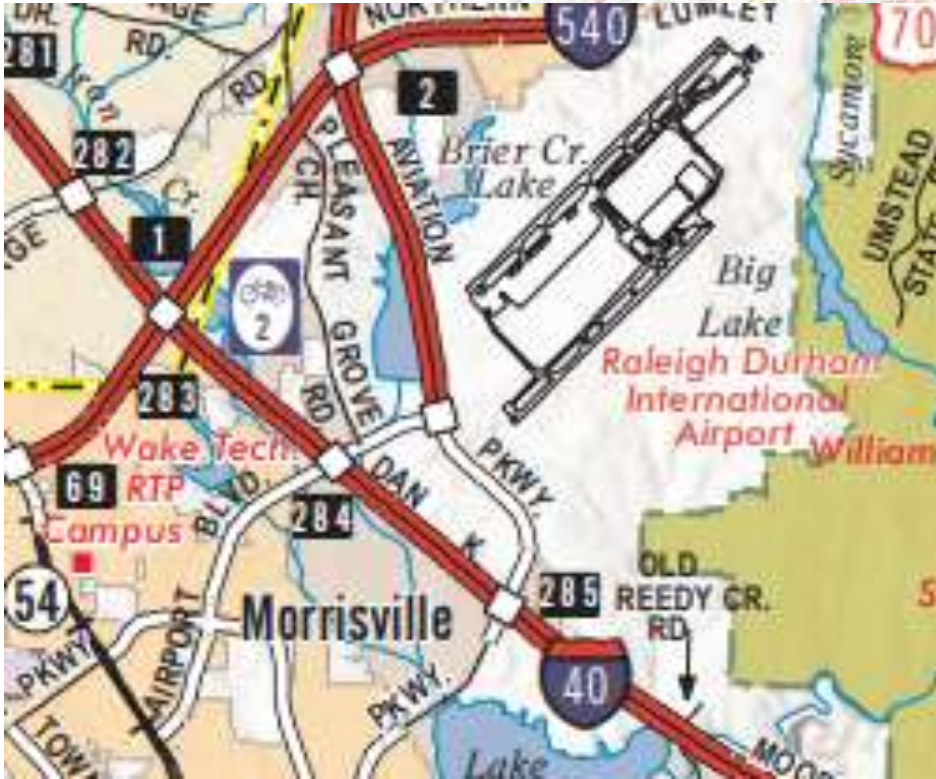 DR.
RD.
281
NORTHERN
540
LUMLEY
70
2
RD
282
Cr.
PLEASANT
GROVE
CH.
RD
AVIATION
PKWY.
Brier Cr.
Lake
Sycamore
UMSTEAD
STATE
1
2
Big
Lake
283
Raleigh Durham
International
Airport
William
Wake Tech.
RTP
Campus
69
BLVD.
AIRPORT
284
DAN
K
54
Morrisville
285
OLD
REEDY CR.
RD
40
PKWY.
PKWY.
Lake